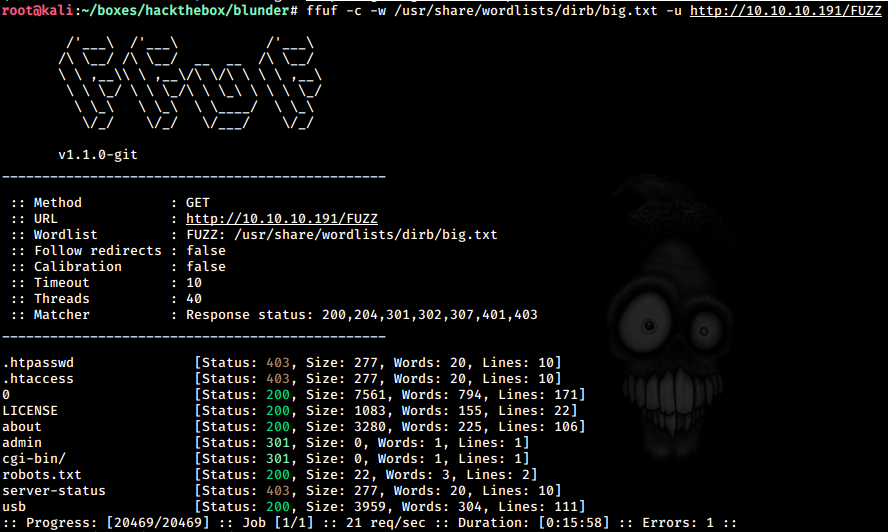 root@kali:~/boxes/hackthebox/blunder# ffuf -c -w /usr/share/wordlists/dirb/big.txt -u http://10.10.10.191/FUZZ
v1.1.0-git
________________________________________________
:: Method : GET
:: URL : http://10.10.10.191/FUZZ
:: Wordlist : FUZZ: /usr/share/wordlists/dirb/big.txt
:: Follow redirects : false
:: Calibration : false
:: Timeout : 10
:: Threads : 40
:: Matcher : Response status: 200,204,301,302,307,401,403
________________________________________________
.htpasswd [Status: 403, Size: 277, Words: 20, Lines: 10]
.htaccess [Status: 403, Size: 277, Words: 20, Lines: 10]
0 [Status: 200, Size: 7561, Words: 794, Lines: 171]
LICENSE [Status: 200, Size: 1083, Words: 155, Lines: 22]
about [Status: 200, Size: 3280, Words: 225, Lines: 106]
admin [Status: 301, Size: 0, Words: 1, Lines: 1]
cgi-bin/ [Status: 301, Size: 0, Words: 1, Lines: 1]
robots.txt [Status: 200, Size: 22, Words: 3, Lines: 2]
server-status [Status: 403, Size: 277, Words: 20, Lines: 10]
usb [Status: 200, Size: 3959, Words: 304, Lines: 111]
:: Progress: [20469/20469] :: Job [1/1] :: 21 req/sec :: Duration: [0:15:58] :: Errors: 1 ::